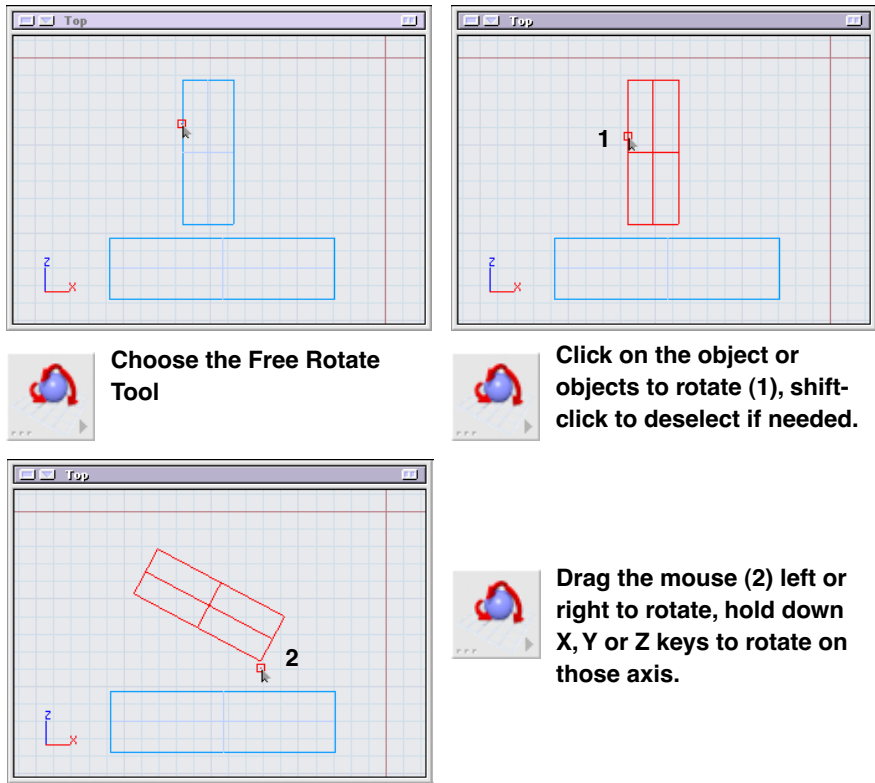 Top
Top
1
Z
X
Z
X
Choose the Free Rotate
Tool
Click on the object or
objects to rotate (1), shift-
click to deselect if needed.
Top
2
Z
X
Drag the mouse (2) left or
right to rotate, hold down
X, Y or Z keys to rotate on
those axis.